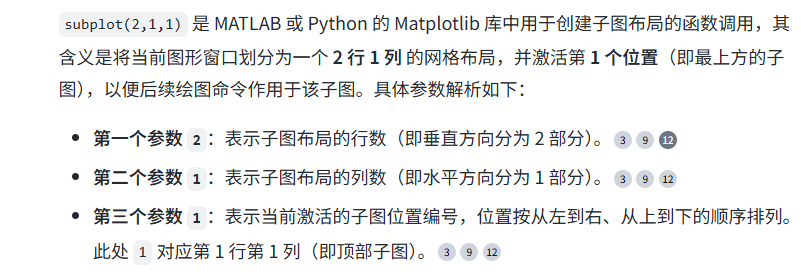 subplot(2,1,1) 是 MATLAB 或 Python 的 Matplotlib 库中用于创建子图布局的函数调用，其
含义是将当前图形窗口划分为一个 2 行 1 列 的网格布局，并激活第 1 个位置（即最上方的子
图），以便后续绘图命令作用于该子图。具体参数解析如下：
• 第一个参数 2 ：表示子图布局的行数（即垂直方向分为 2 部分）。 3 9 12
• 第二个参数 1 ：表示子图布局的列数（即水平方向分为 1 部分）。 3 9 12
• 第三个参数 1 ：表示当前激活的子图位置编号，位置按从左到右、从上到下的顺序排列。
此处 1 对应第 1 行第 1 列（即顶部子图）。 3 9 12